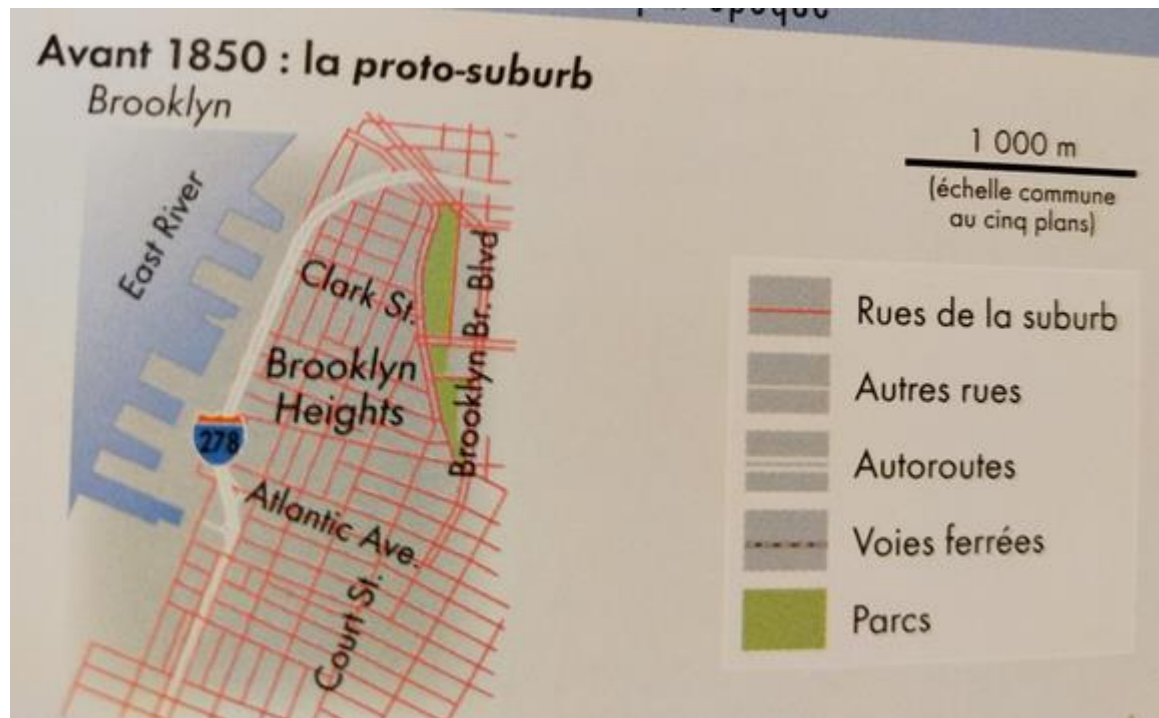 époque
Avant 1850 : la proto-suburb
Brooklyn
1 000 m
(échelle commune
au cinq plans)
East River
Clark St.
Brooklyn Br. Blvd
Brooklyn
Heights
278
Atlantic Ave.
Court St.
Rues de la suburb
Autres rues
Autoroutes
Voies ferrées
Parcs